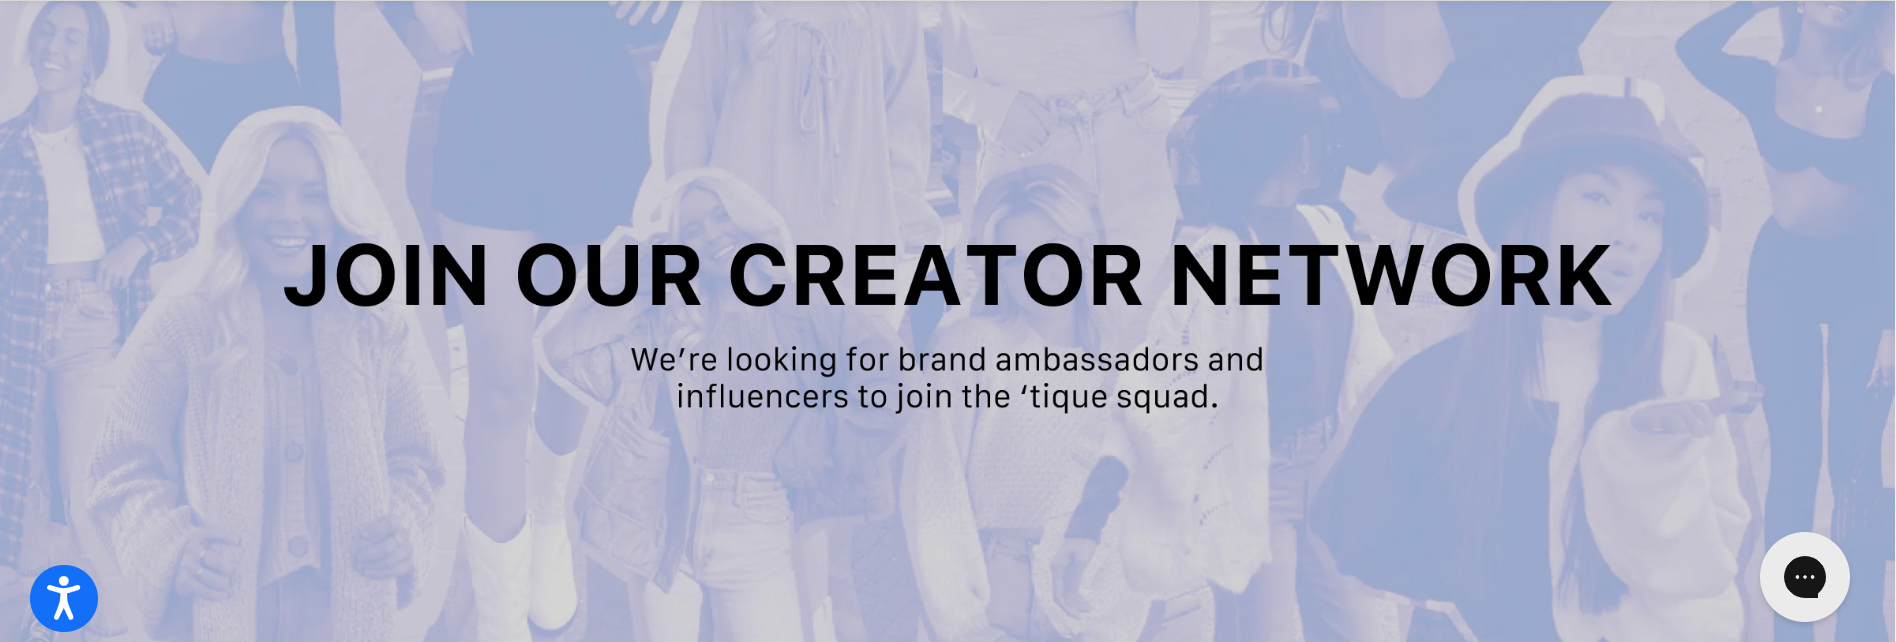 JOIN OUR CREATOR NETWORK
We’re looking for brand ambassadors and
influencers to join the ‘tique squad.